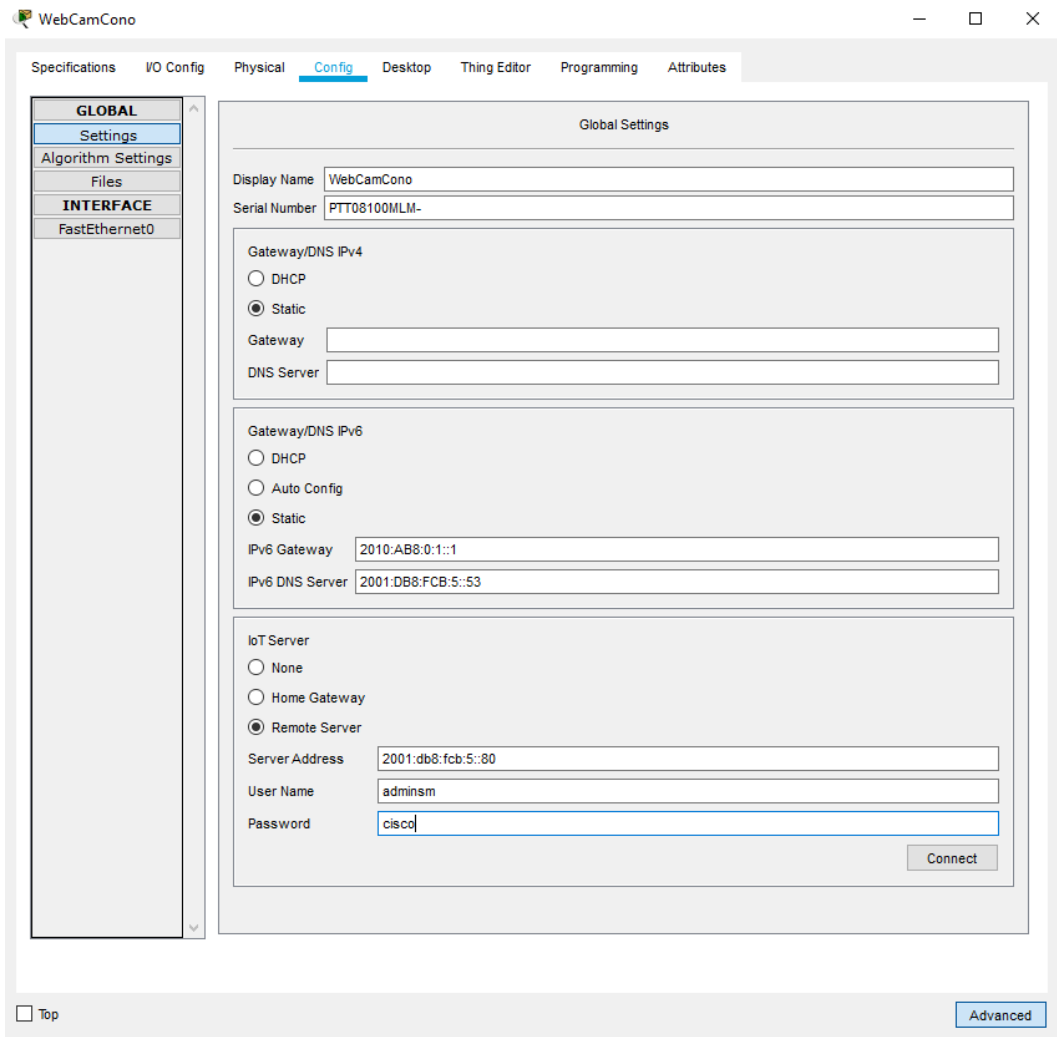 WebCamCono
Specifications I/O Config Physical Config Desktop Thing Editor Programming Attributes
GLOBAL
Settings
Algorithm Settings
Files
INTERFACE
FastEthernet0
Global Settings
Display Name WebCamCono
Serial Number PTT08100MLM-
Gateway/DNS IPv4
DHCP
Static
Gateway
DNS Server
Gateway/DNS IPv6
DHCP
Auto Config
Static
IPv6 Gateway 2010:AB8:0:1::1
IPv6 DNS Server 2001:DB8:FCB:5::53
IoT Server
None
Home Gateway
Remote Server
Server Address 2001:db8:fcb:5::80
User Name adminsm
Password cisco
Connect
Top
Advanced